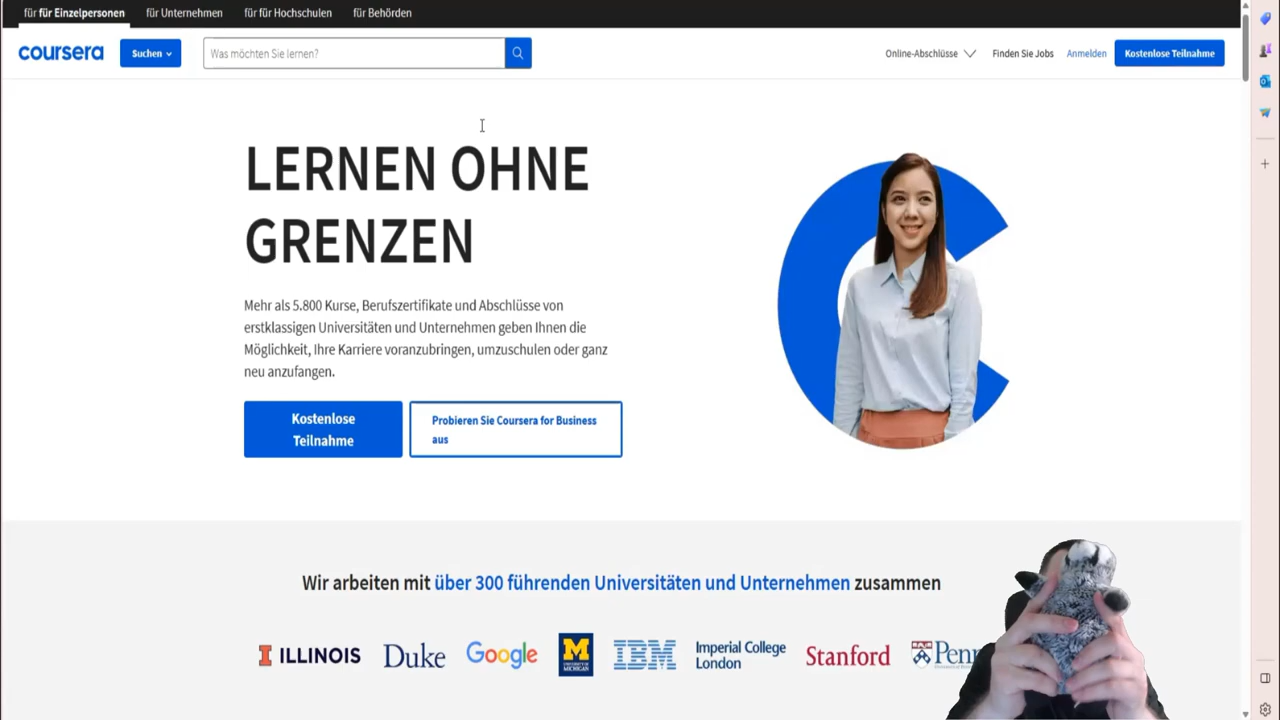 für für Einzelpersonen für Unternehmen für für Hochschulen für Behörden
coursera Suchen Was möchten Sie lernen? Online-Abschlüsse Finden Sie Jobs Anmelden Kostenlose Teilnahme
LERNEN OHNE
GRENZEN
Mehr als 5.800 Kurse, Berufszertifikate und Abschlüsse von
erstklassigen Universitäten und Unternehmen geben Ihnen die
Möglichkeit, Ihre Karriere voranzubringen, umzuschulen oder ganz
neu anzufangen.
Kostenlose
Teilnahme
Probieren Sie Coursera for Business
aus
Wir arbeiten mit über 300 führenden Universitäten und Unternehmen zusammen
I ILLINOIS Duke Google M IBM Imperial College
London
Stanford Penn